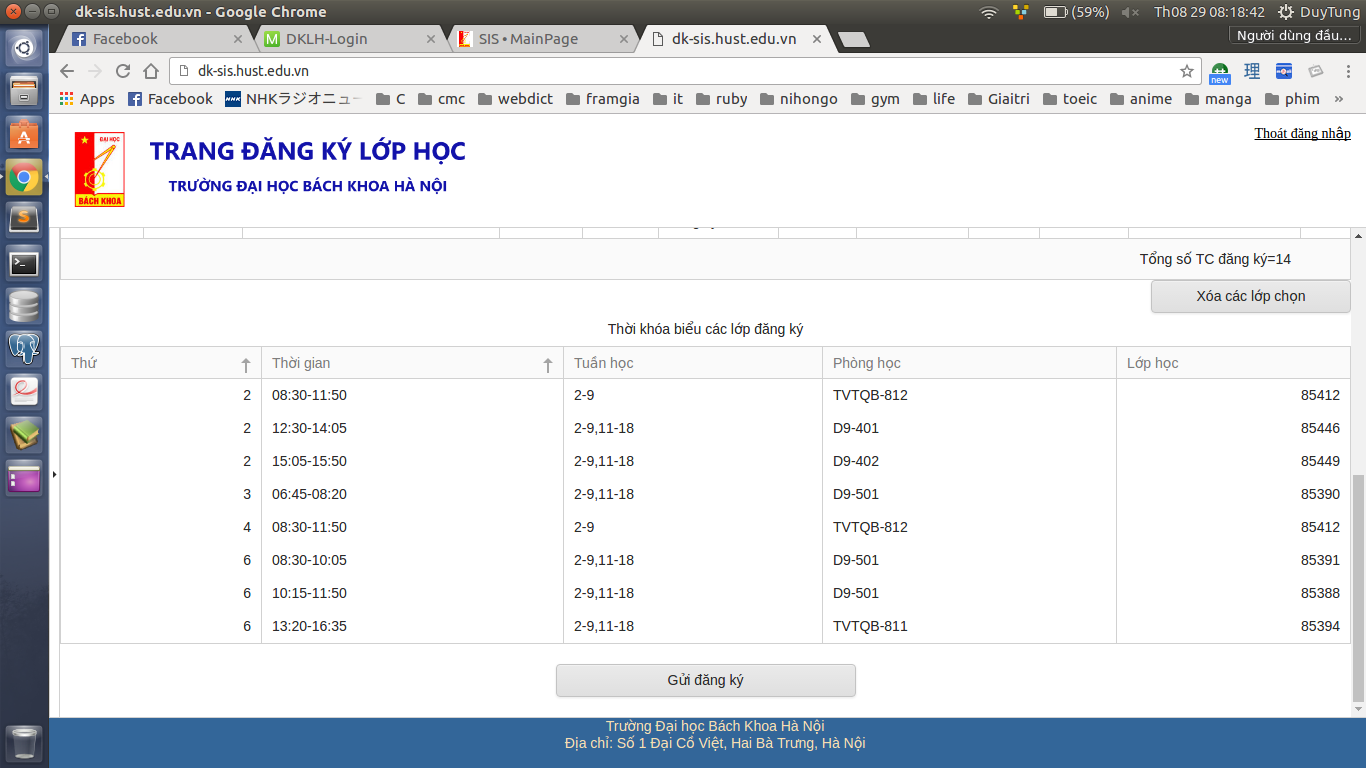 dk-sis.hust.edu.vn - Google Chrome (59%) Th08 29 08:18:42 DuyTung
Facebook DKLH-Login SIS • MainPage dk-sis.hust.edu.vn Người dùng đầu...
dk-sis.hust.edu.vn new 理
Apps Facebook NHK NHKラジオニュー C cmc webdict framgia it ruby nihongo gym life Giaitri toeic anime manga phim »
Thoát đăng nhập
ĐẠI HỌC
BÁCH KHOA
TRANG ĐĂNG KÝ LỚP HỌC
TRƯỜNG ĐẠI HỌC BÁCH KHOA HÀ NỘI
Tổng số TC đăng ký=14
Xóa các lớp chọn
Thời khóa biểu các lớp đăng ký
Thứ Thời gian Tuần học Phòng học Lớp học
2 08:30-11:50 2-9 TVTQB-812 85412
2 12:30-14:05 2-9,11-18 D9-401 85446
2 15:05-15:50 2-9,11-18 D9-402 85449
3 06:45-08:20 2-9,11-18 D9-501 85390
4 08:30-11:50 2-9 TVTQB-812 85412
6 08:30-10:05 2-9,11-18 D9-501 85391
6 10:15-11:50 2-9,11-18 D9-501 85388
6 13:20-16:35 2-9,11-18 TVTQB-811 85394
Gửi đăng ký
Trường Đại học Bách Khoa Hà Nội
Địa chỉ: Số 1 Đại Cồ Việt, Hai Bà Trưng, Hà Nội